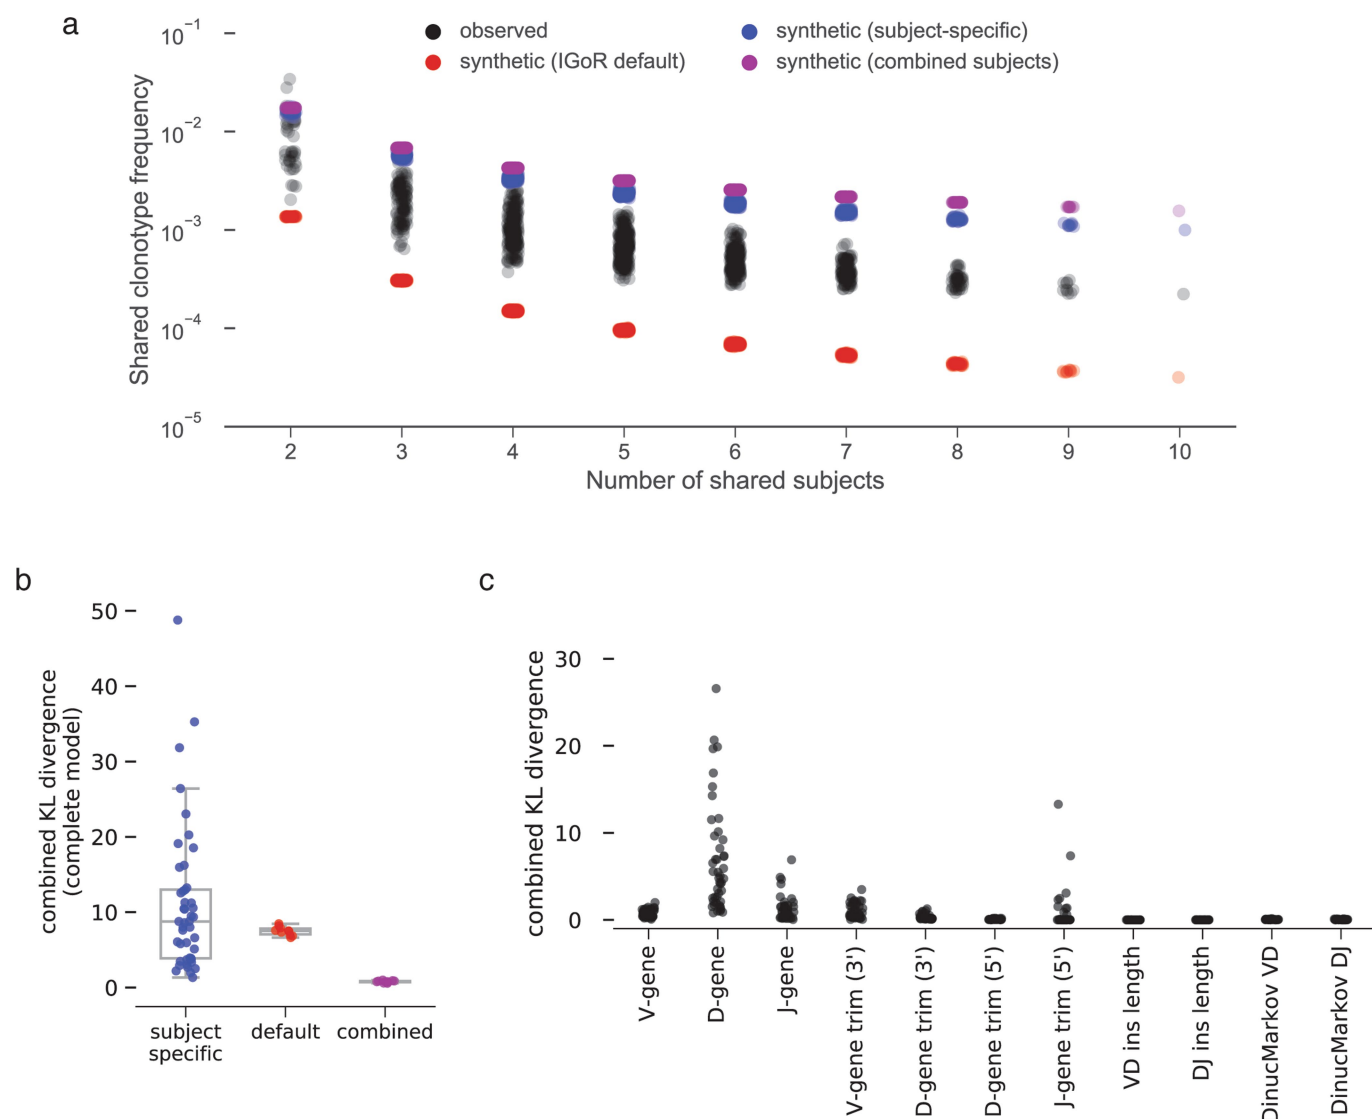 a
observed
synthetic (IGoR default)
synthetic (subject-specific)
synthetic (combined subjects)
Shared clonotype frequency
10−1
10−2
10−3
10−4
10−5
2 3 4 5 6 7 8 9 10
Number of shared subjects
b
combined KL divergence
(complete model)
50
40
30
20
10
0
subject
specific
default
combined
c
combined KL divergence
30
20
10
0
V-gene
D-gene
J-gene
V-gene trim (3')
D-gene trim (3')
D-gene trim (5')
J-gene trim (5')
VD ins length
DJ ins length
DinucMarkov VD
DinucMarkov DJ